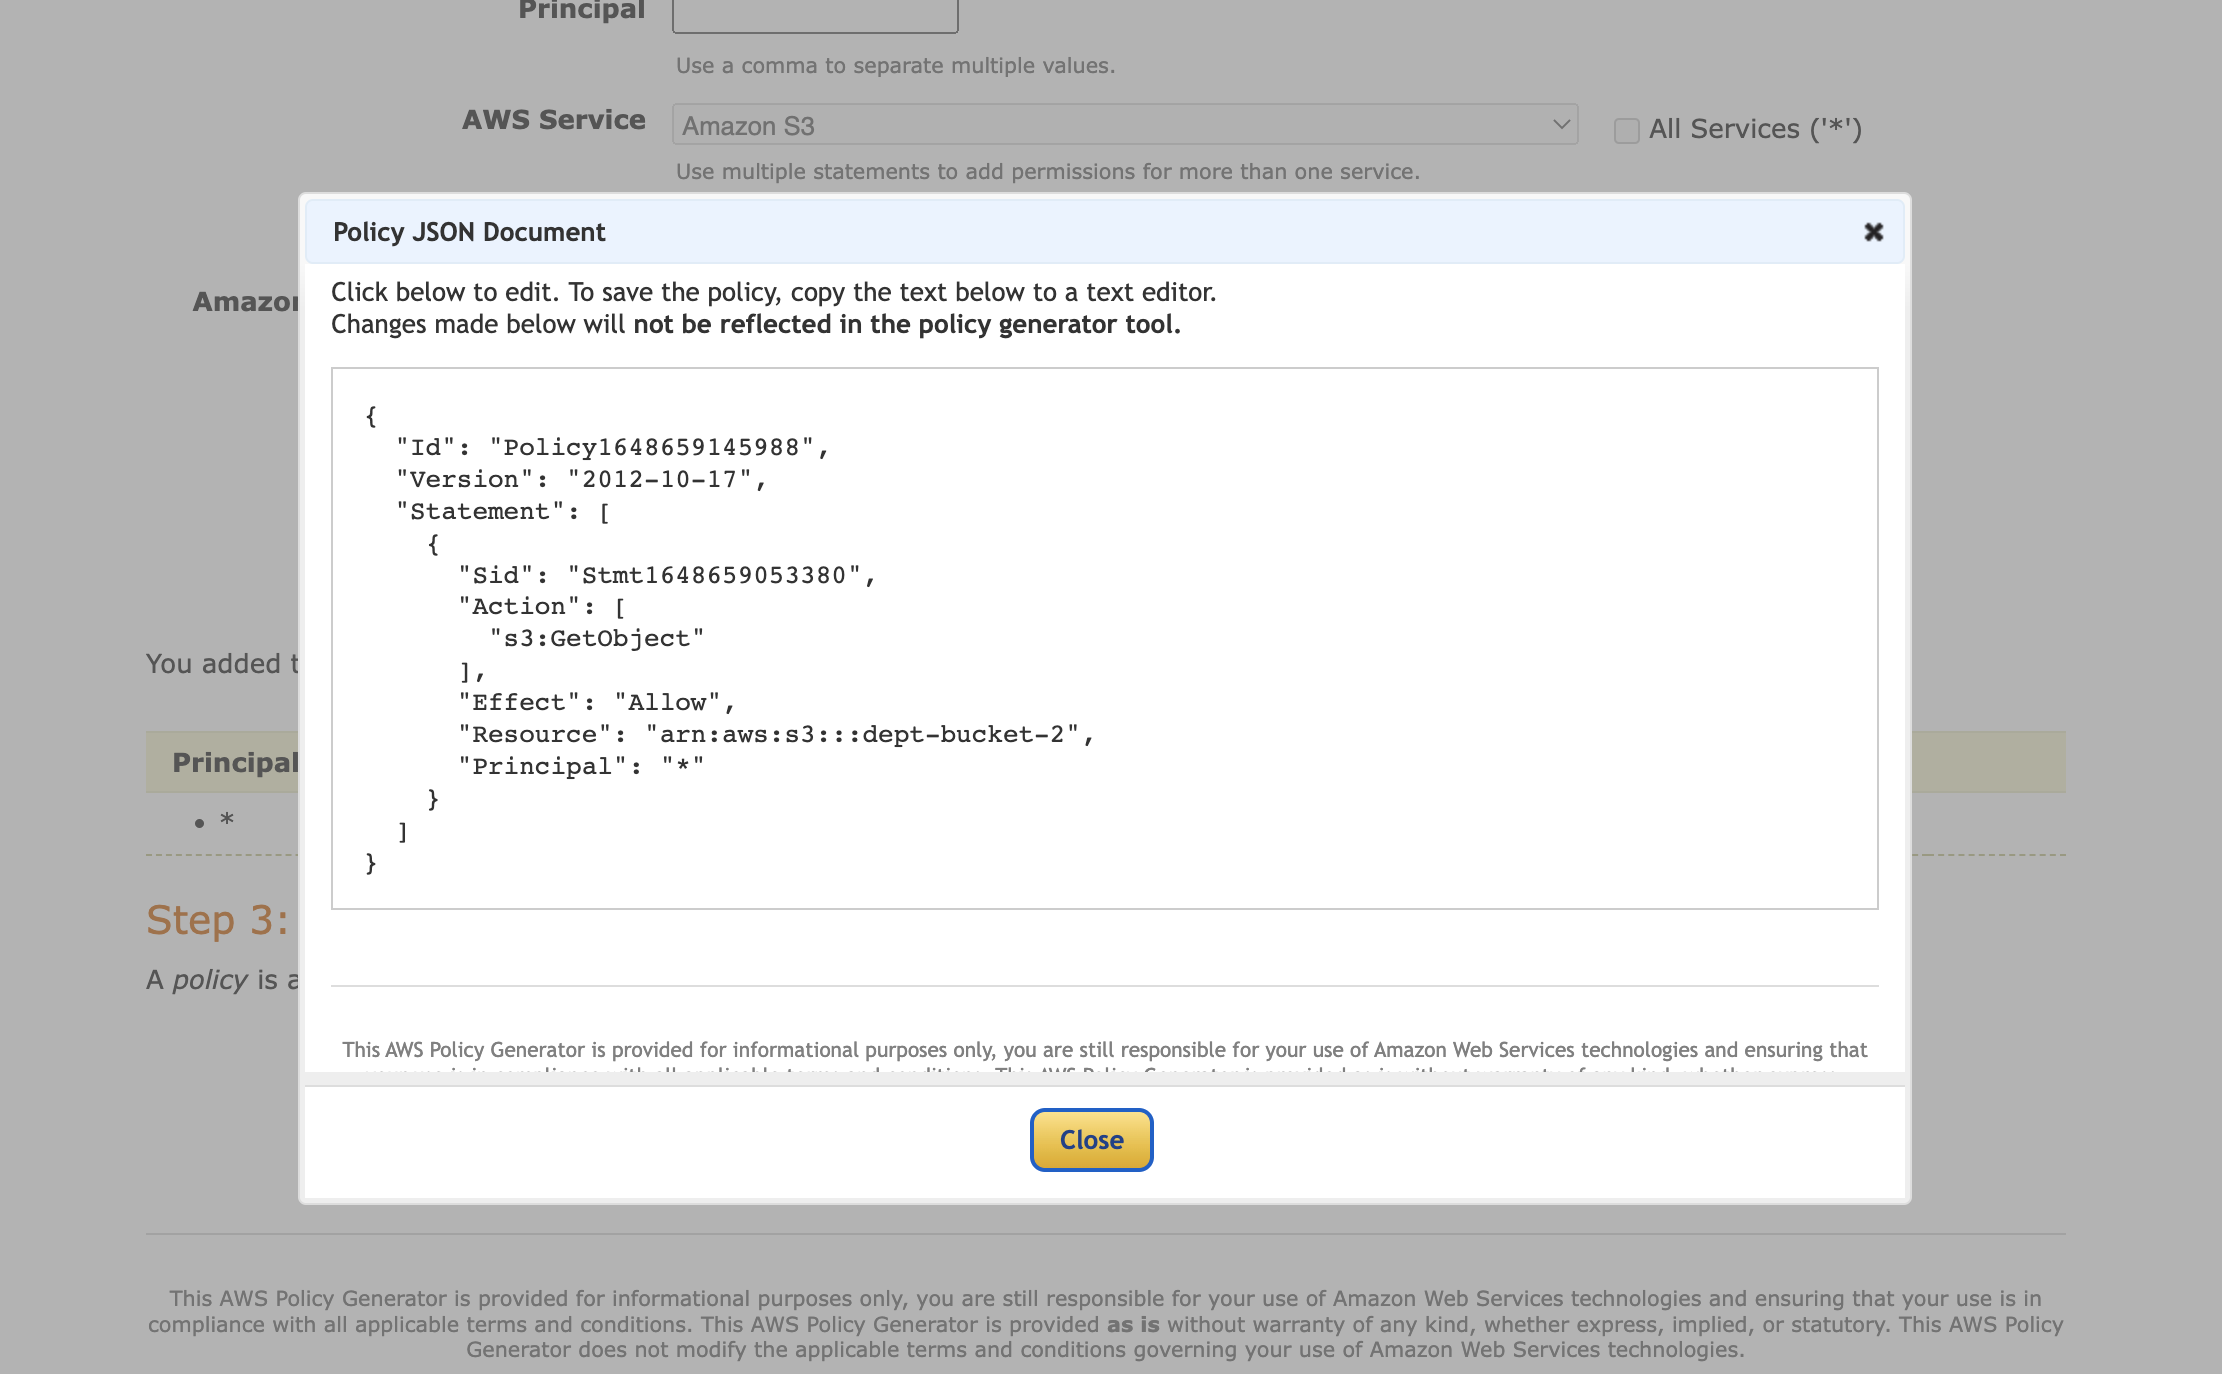 Principal
Use a comma to separate multiple values.
AWS Service
Amazon S3
All Services ('*')
Use multiple statements to add permissions for more than one service.
Policy JSON Document
Click below to edit. To save the policy, copy the text below to a text editor.
Changes made below will not be reflected in the policy generator tool.
{
"Id": "Policy1648659145988",
"Version": "2012-10-17",
"Statement": [
{
"Sid": "Stmt1648659053380",
"Action": [
"s3:GetObject"
],
"Effect": "Allow",
"Resource": "arn:aws:s3:::dept-bucket-2",
"Principal": "*"
}
]
}
Amazon
You added t
Principal
• *
Step 3:
A policy is a
This AWS Policy Generator is provided for informational purposes only, you are still responsible for your use of Amazon Web Services technologies and ensuring that
Close
This AWS Policy Generator is provided for informational purposes only, you are still responsible for your use of Amazon Web Services technologies and ensuring that your use is in
compliance with all applicable terms and conditions. This AWS Policy Generator is provided as is without warranty of any kind, whether express, implied, or statutory. This AWS Policy
Generator does not modify the applicable terms and conditions governing your use of Amazon Web Services technologies.